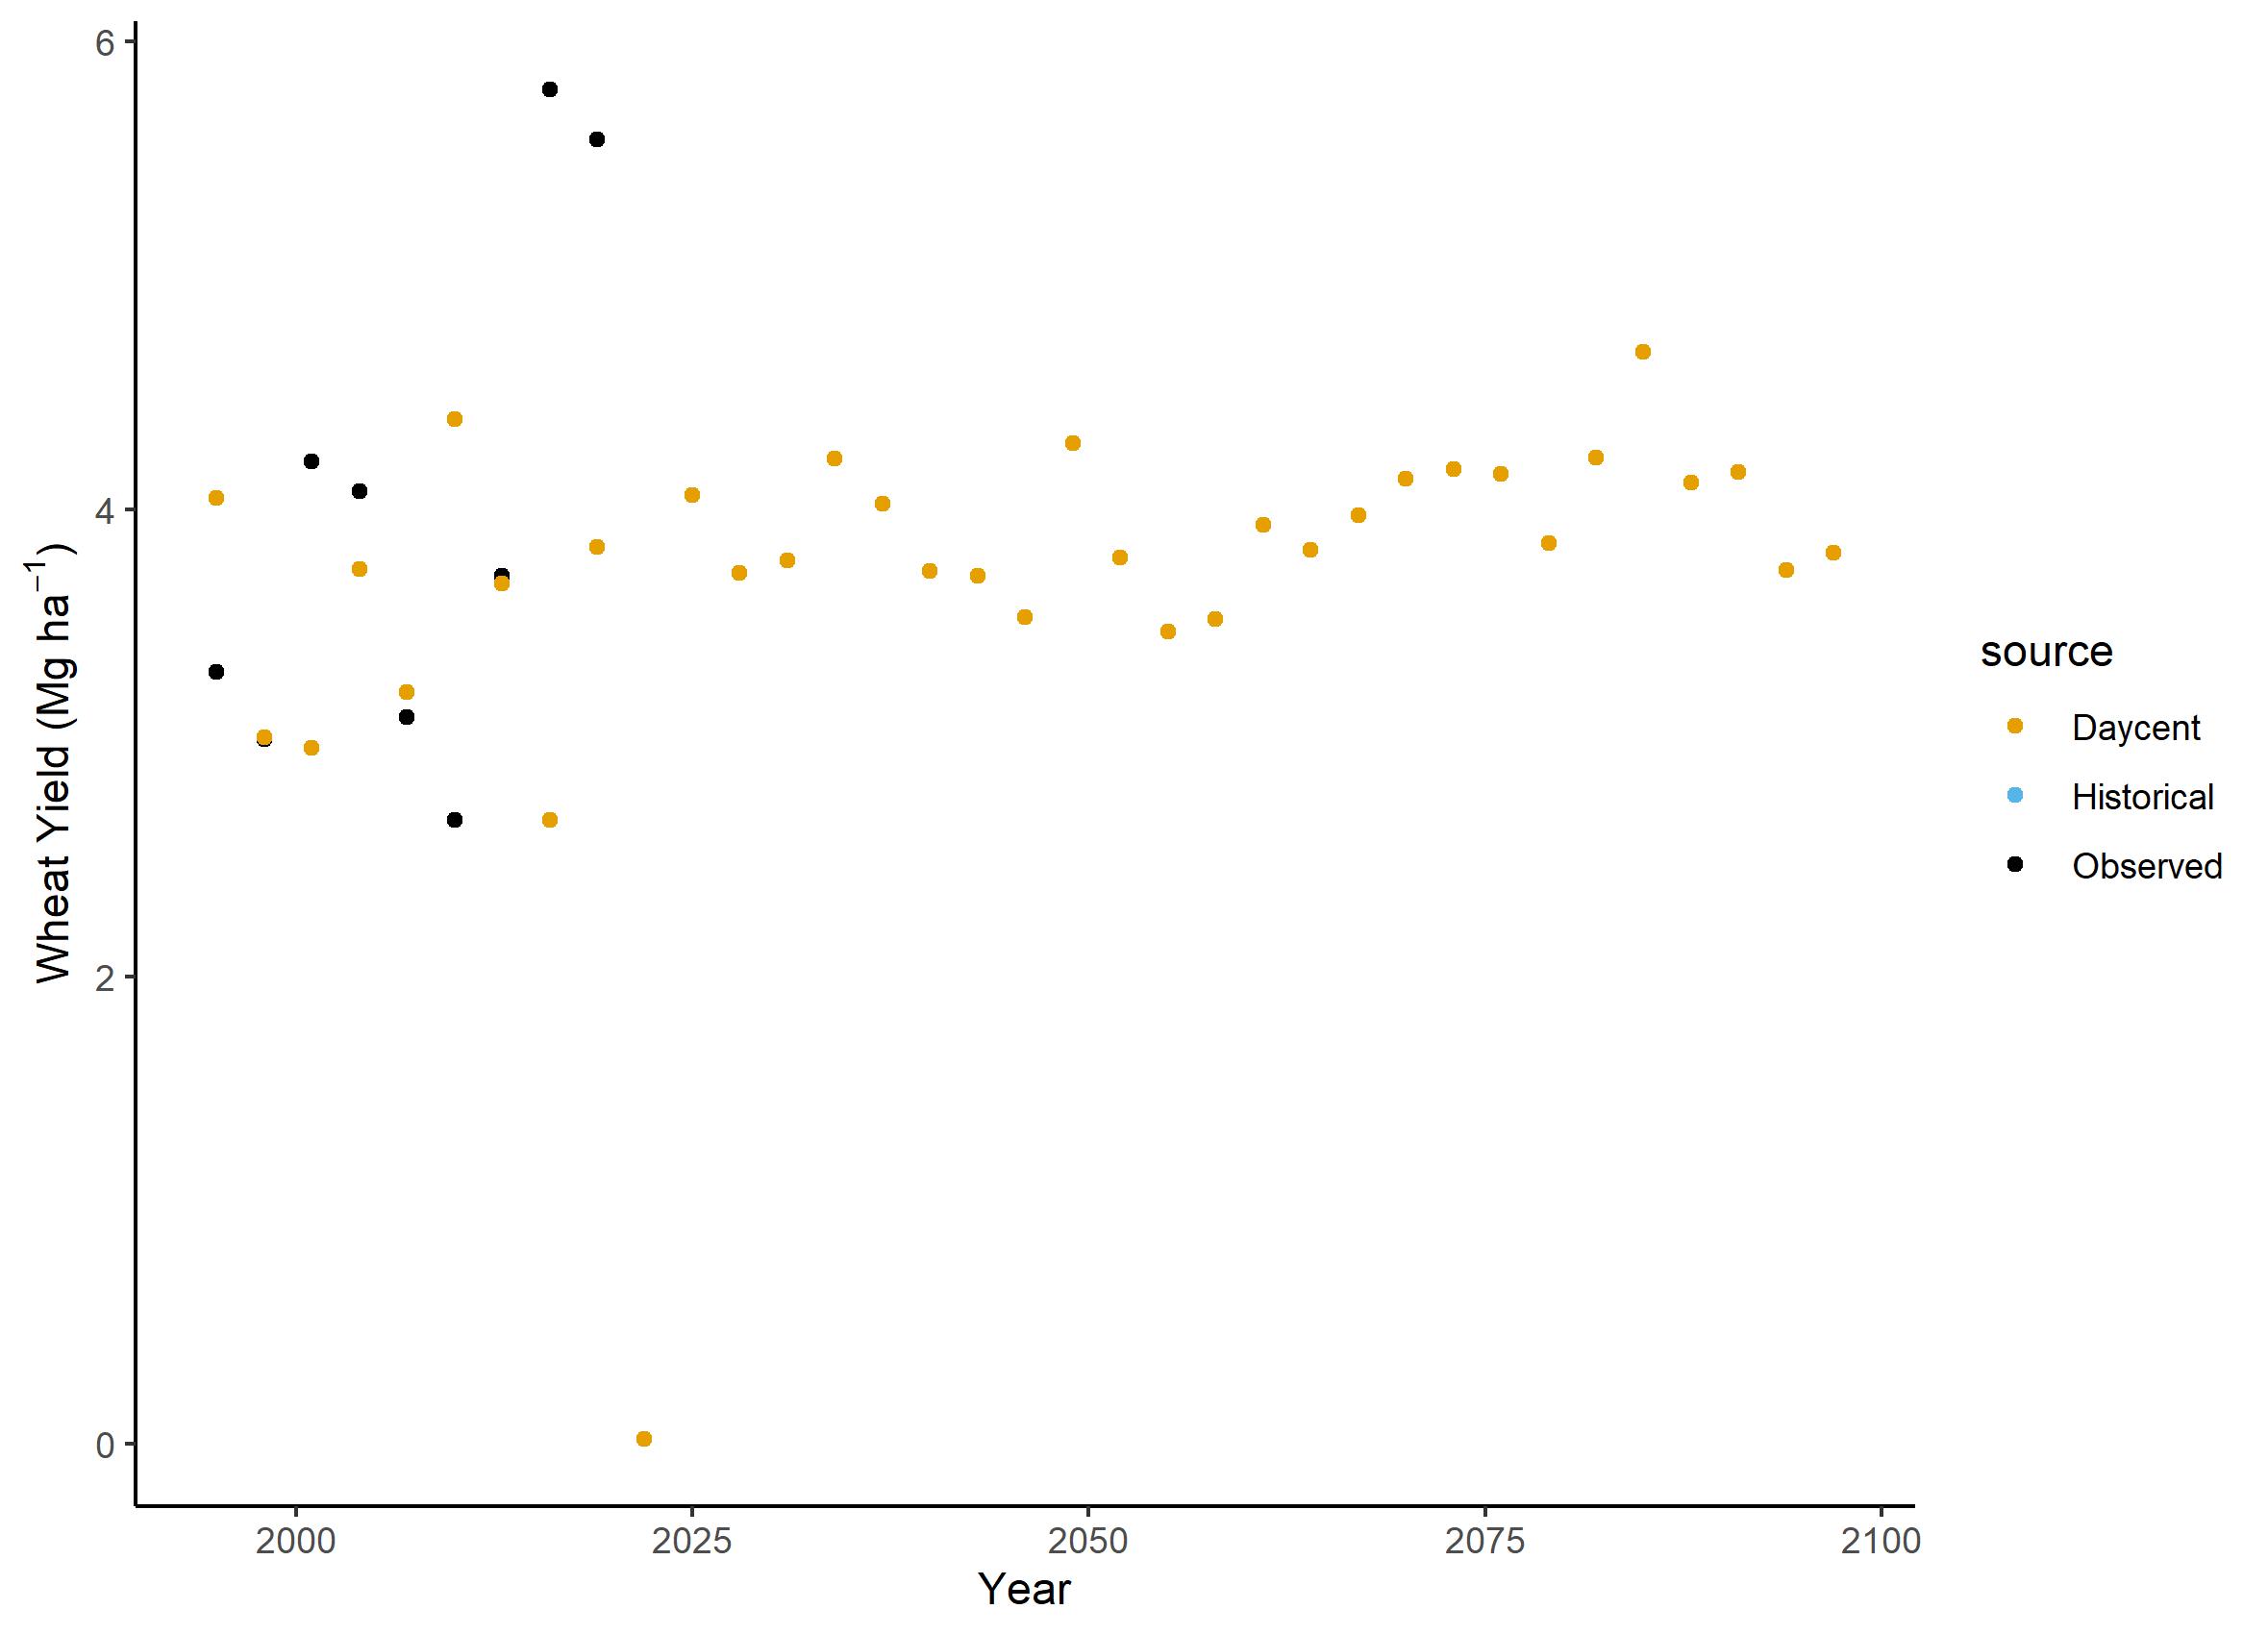 6
4
2
0
Wheat Yield (Mg ha⁻¹)
2000 2025 2050 2075 2100
Year
source
Daycent
Historical
Observed